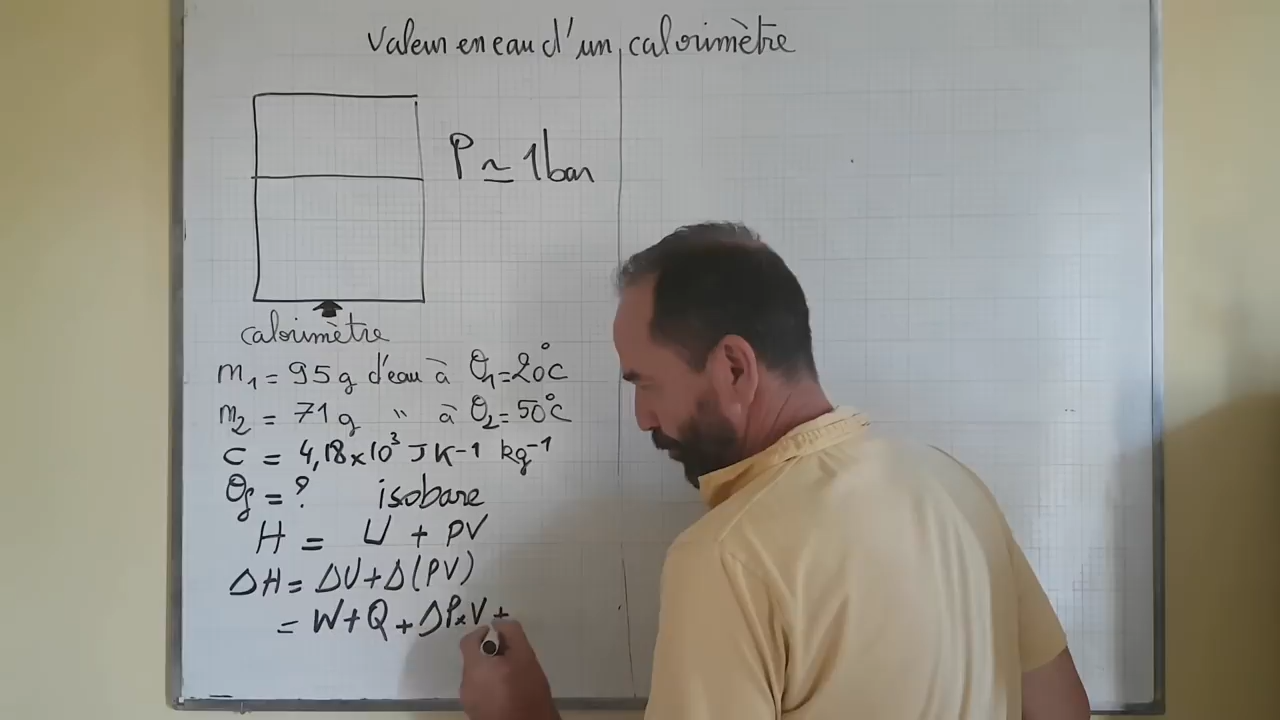 Valeur en eau d'un calorimètre
P ≃ 1 bar
calorimètre
m₁ = 95 g d'eau à θ₁ = 20°C
m₂ = 71 g " à θ₂ = 50°C
c = 4,18 × 10³ J K-1 kg⁻¹
θf = ? isobare
H = U + PV
ΔH = ΔU + Δ(PV)
= W + Q + ΔP × V +